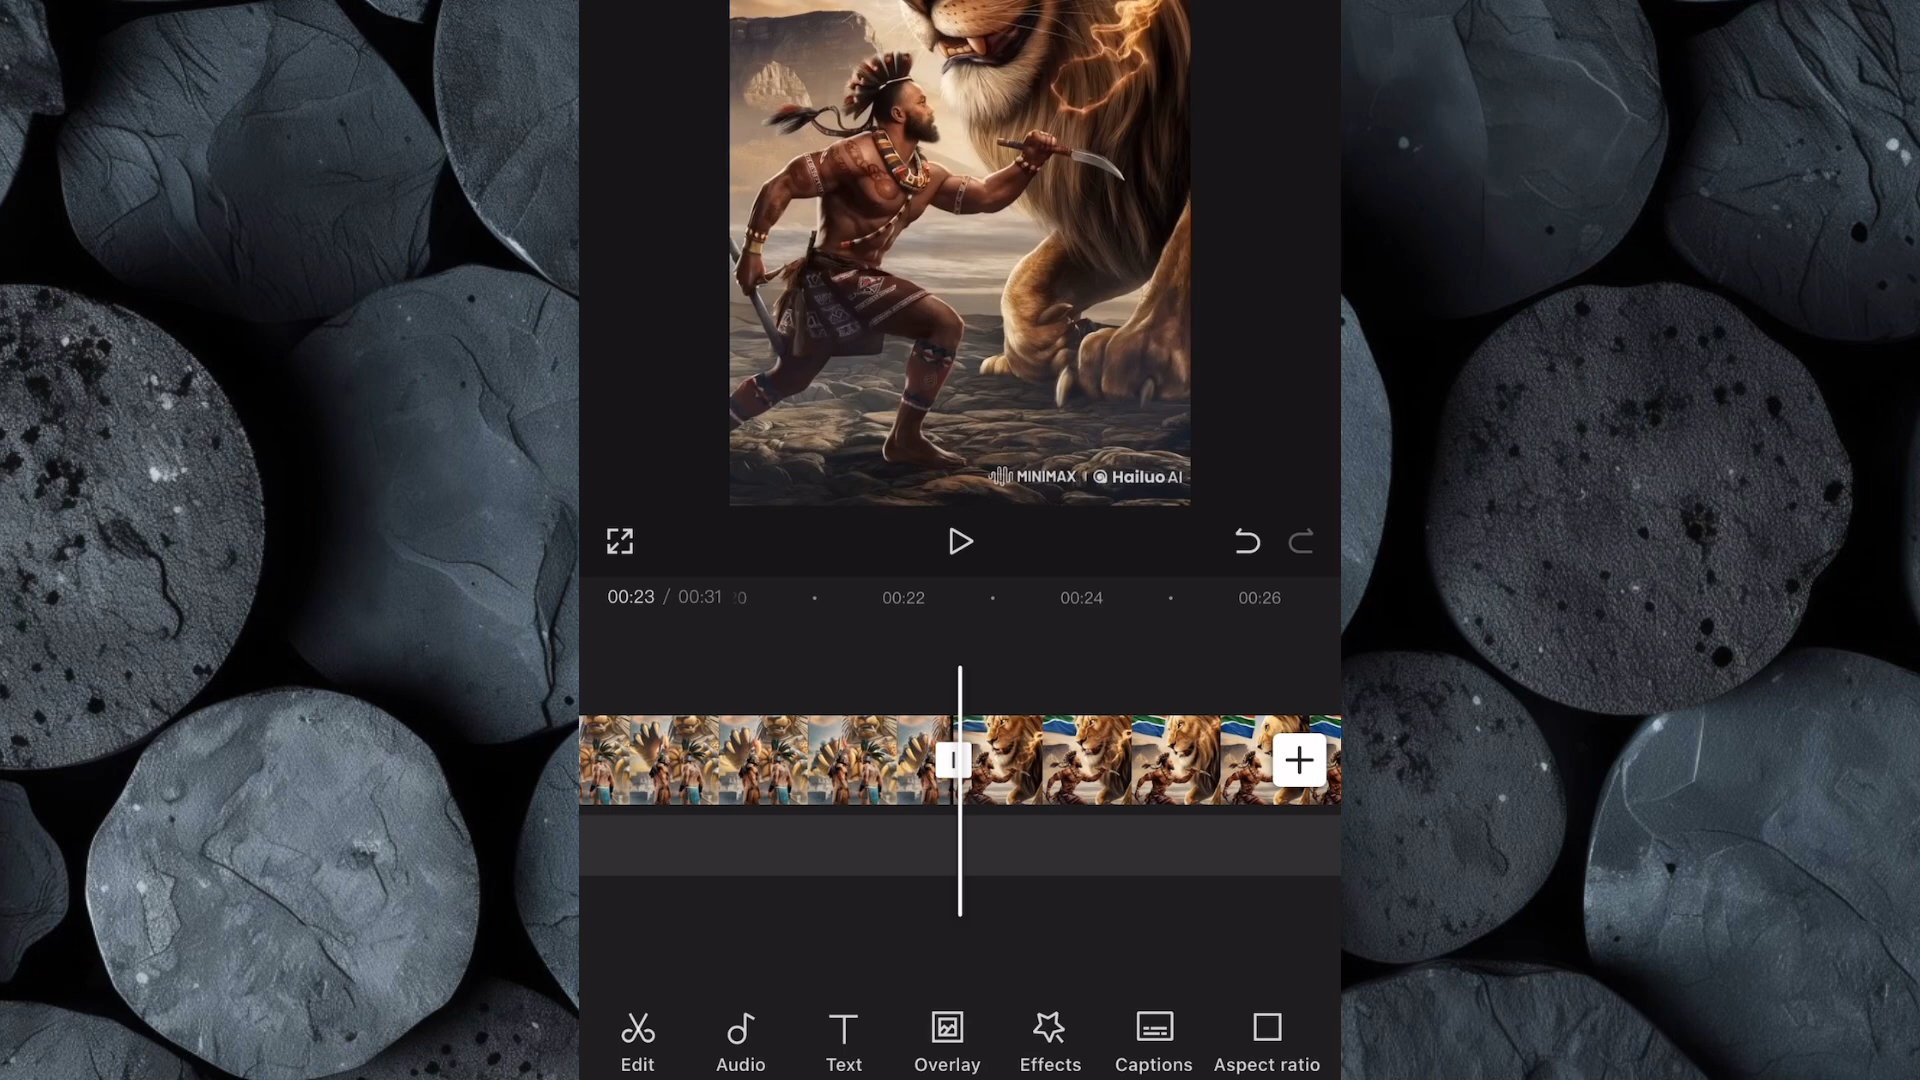 MINIMAX | Hailuo AI
00:23 / 00:31 00:22 00:24 00:26
Edit Audio Text Overlay Effects Captions Aspect ratio